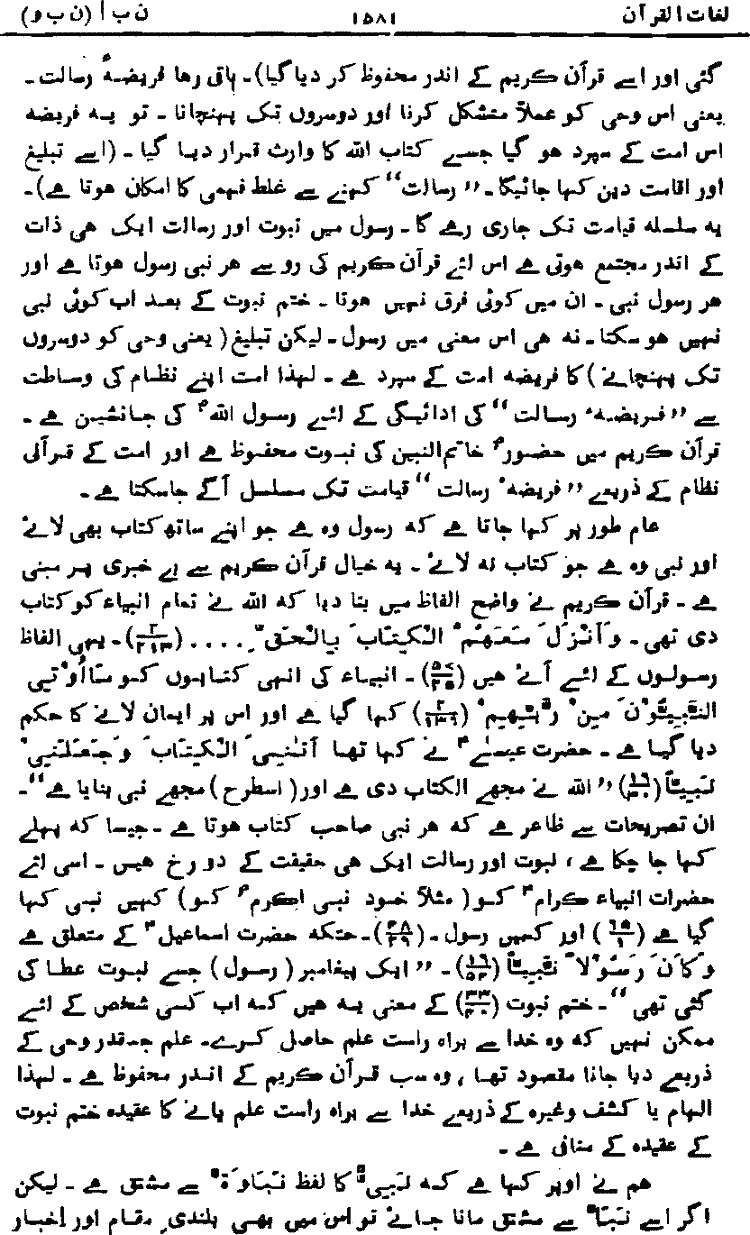 لغات القرآن ۱۵۸۱ ن ب أ (ن ب و)
گئی اور اسے قرآن کریم کے اندر محفوظ کر دیا گیا)۔ باقی رہا فریضہٴ رسالت۔
یعنی اس وحی کو عملاً متشکل کرنا اور دوسروں تک پہنچانا ۔ تو یہ فریضہ
اس امت کے سپرد ہو گیا جسے کتاب اللہ کا وارث قرار دیا گیا ۔ (اسے تبلیغ
اور اقامت دین کہا جائیگا۔ ”رسالت“ کہنے سے غلط فہمی کا امکان ہوتا ہے)۔
یہ سلسلہ قیامت تک جاری رہے گا۔ رسول میں نبوت اور رسالت ایک ہی ذات
کے اندر مجتمع ہوتی ہے اس لئے قرآن کریم کی رو سے ہر نبی رسول ہوتا ہے اور
ہر رسول نبی۔ ان میں کوئی فرق نہیں ہوتا ۔ ختم نبوت کے بعد اب کوئی نبی
نہیں ہو سکتا۔ نہ ہی اس معنی میں رسول۔ لیکن تبلیغ (یعنی وحی کو دوسروں
تک پہنچانے) کا فریضہ امت کے سپرد ہے ۔ لہذا امت اپنے نظام کی وساطت
سے ”فریضہٴ رسالت“ کی ادائیگی کے لئے رسول اللہ ؐ کی جانشین ہے ۔
قرآن کریم میں حضور ؐ خاتم النبین کی نبوت محفوظ ہے اور امت کے قرآنی
نظام کے ذریعے ”فریضہٴ رسالت“ قیامت تک مسلسل آگے جاسکتا ہے۔
عام طور پر کہا جاتا ہے کہ رسول وہ ہے جو اپنے ساتھ کتاب بھی لائے
اور نبی وہ ہے جو کتاب نہ لائے ۔ یہ خیال قرآن کریم سے بے خبری پر مبنی
ہے ۔ قرآن کریم نے واضح الفاظ میں بتا دیا کہ اللہ نے تمام انبیاء کو کتاب
دی تھی ۔ وَأَنْزَلَ مَعَهُمُ الْكِتَابَ بِالْحَقِّ .... (۲/۲۱۳)۔ یہی الفاظ
رسولوں کے لئے آئے ہیں (۵۷/۲۵)۔ انبیاء کی انہی کتابوں کو مَا أُوْتِیَ
النَّبِيُّوْنَ مِنْ رَّبِّهِمْ (۲/۱۳۶) کہا گیا ہے اور اس پر ایمان لانے کا حکم
دیا گیا ہے ۔ حضرت عیسےٰ ؑ نے کہا تھا آتٰنِیَ الْكِتَابَ وَجَعَلَنِیْ
نَبِيًّا (۱۹/۳۰) ”اللہ نے مجھے الکتاب دی ہے اور (اسطرح) مجھے نبی بنایا ہے“۔
ان تصریحات سے ظاہر ہے کہ ہر نبی صاحب کتاب ہوتا ہے ۔ جیسا کہ پہلے
کہا جا چکا ہے ، نبوت اور رسالت ایک ہی حقیقت کے دو رخ ہیں ۔ اسی لئے
حضرات انبیاء کرام ؑ کو (مثلاً خود نبی اکرم ؐ کو) کہیں نبی کہا
گیا ہے (۶۵/۱) اور کہیں رسول ۔ (۴۸/۲۹)۔ حتکہ حضرت اسماعیل ؑ کے متعلق ہے
وَكَانَ رَسُوْلاً نَّبِيًّا (۱۹/۵۴)۔ ”ایک پیغامبر (رسول) جسے نبوت عطا کی
گئی تھی“۔ ختم نبوت (۳۳/۴۰) کے معنی یہ ہیں کہ اب کسی شخص کے لئے
ممکن نہیں کہ وہ خدا سے براہ راست علم حاصل کرے۔ علم جسقدر وحی کے
ذریعے دیا جانا مقصود تھا ، وہ سب قرآن کریم کے اندر محفوظ ہے ۔ لہذا
الہام یا کشف وغیرہ کے ذریعے خدا سے براہ راست علم پانے کا عقیدہ ختم نبوت
کے عقیدہ کے منافی ہے ۔
ہم نے اوپر کہا ہے کہ نَبِیٌّ کا لفظ نَبَاوَةٌ سے مشتق ہے ۔ لیکن
اگر اسے نَبَأٌ سے مشتق مانا جائے تو اس میں بھی بلندیٴ مقام اور اخبار